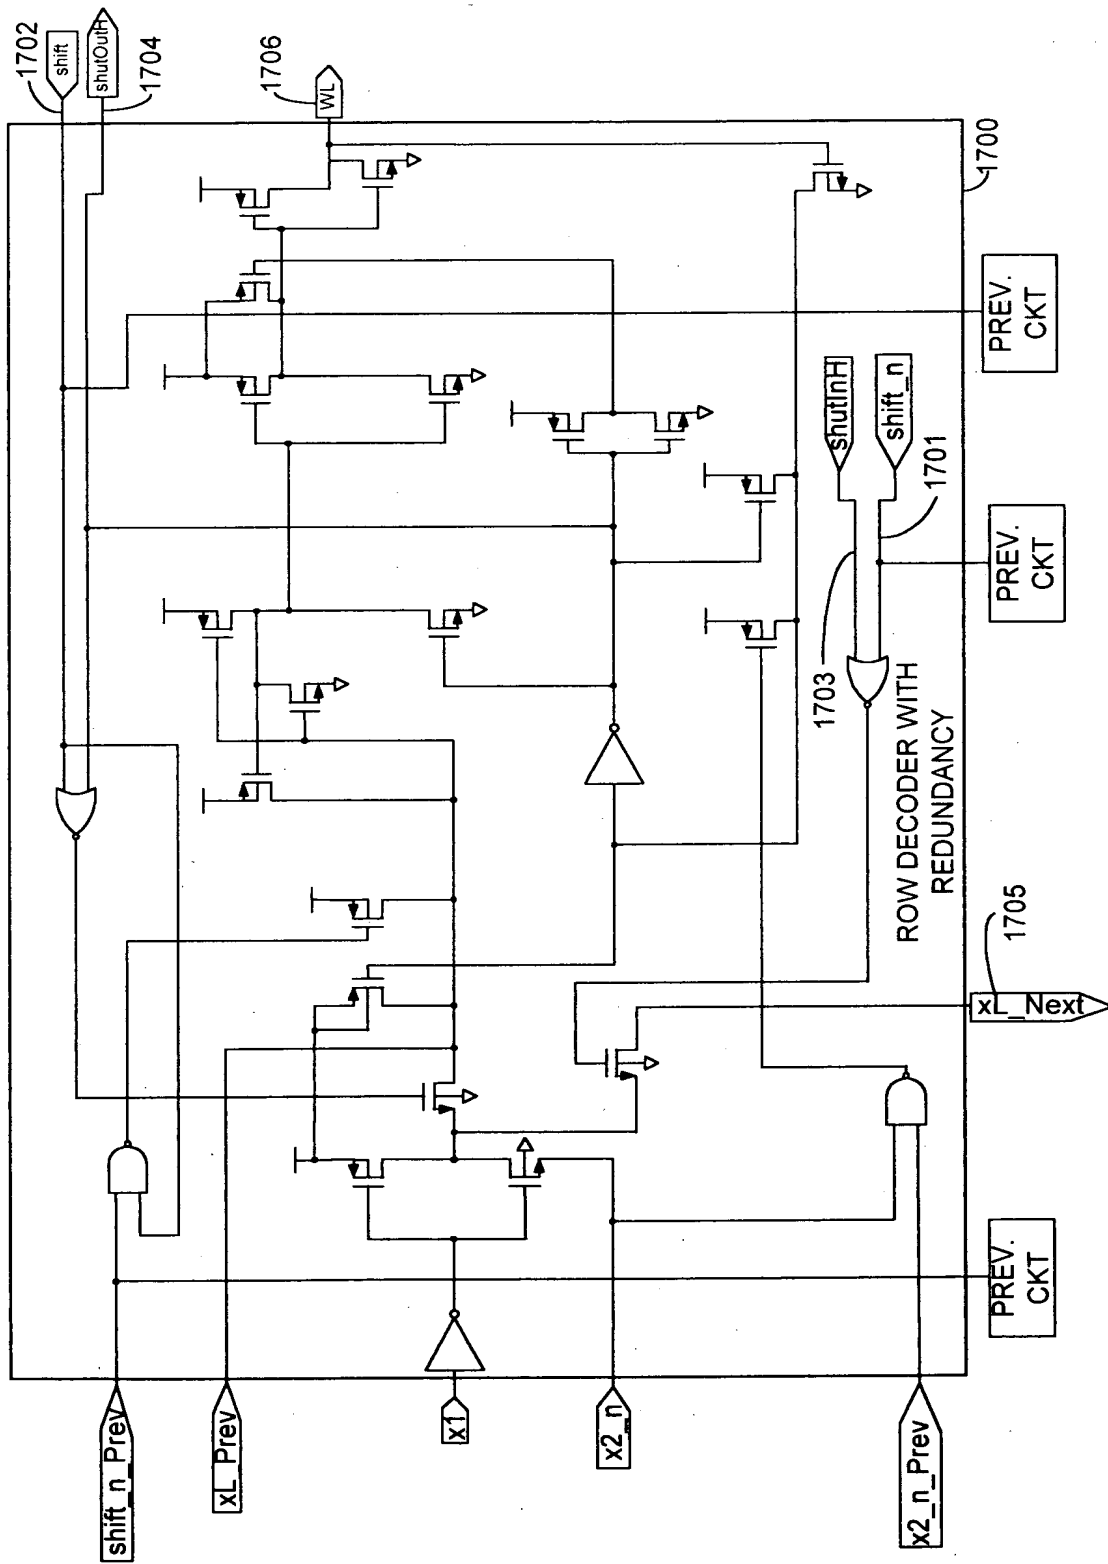 1702
shift
shutOutH
1704
1706
WL
1700
PREV.
CKT
shutInH
shift_n
1701
1703
PREV.
CKT
ROW DECODER WITH
REDUNDANCY
1705
xL_Next
PREV.
CKT
shift_n_Prev
xL_Prev
x1
x2_n
x2_n_Prev